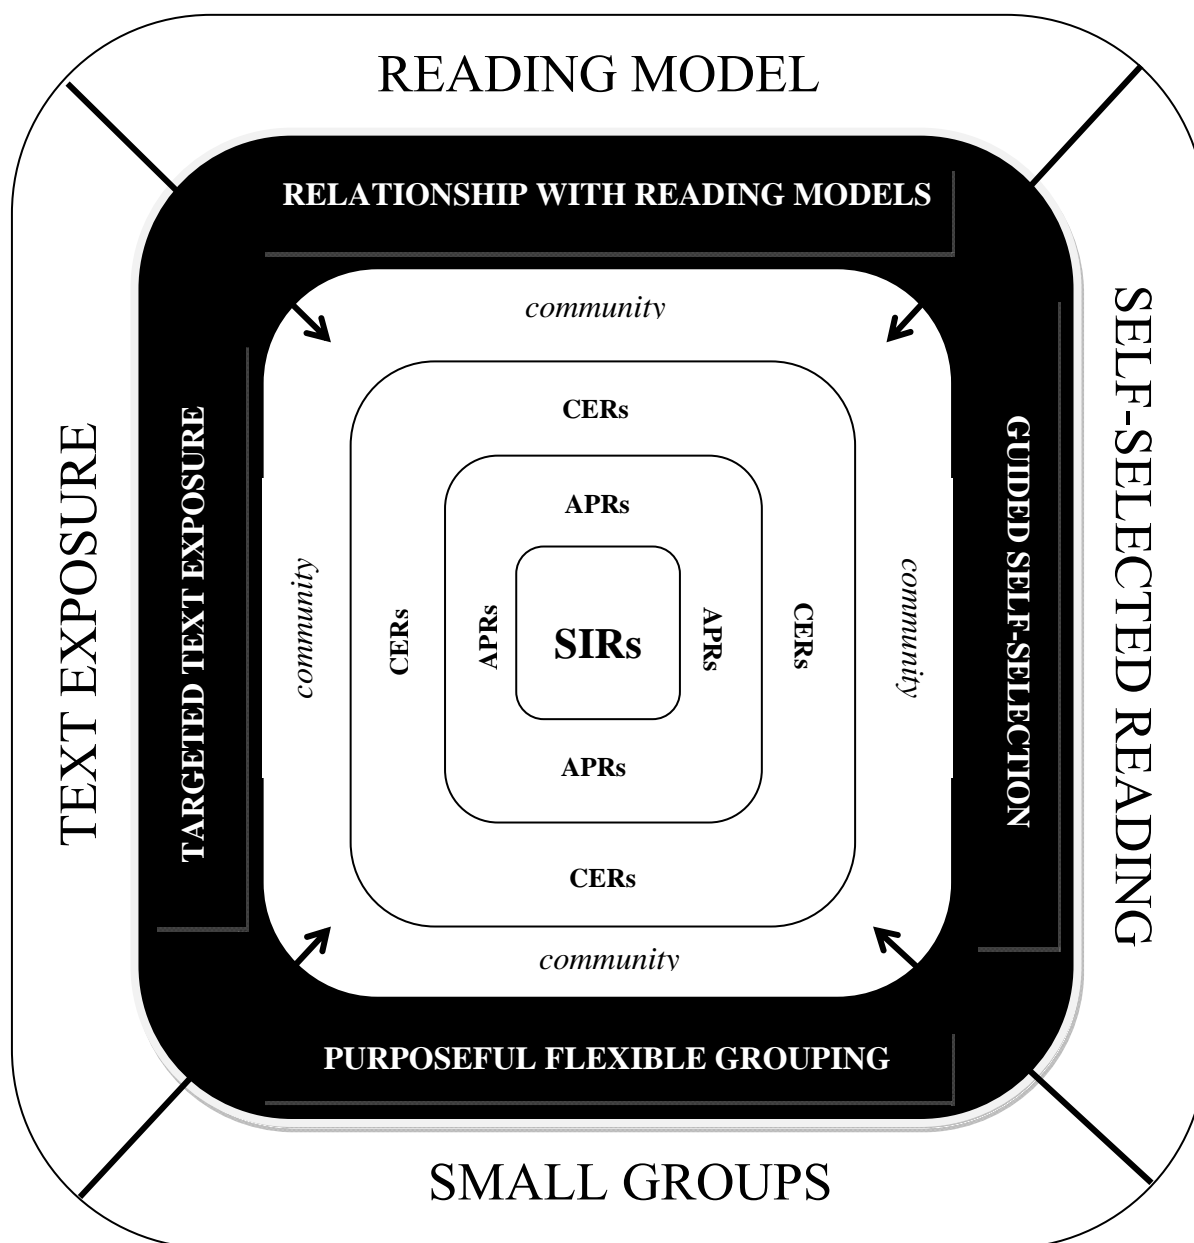 READING MODEL
RELATIONSHIP WITH READING MODELS
community
CERs
APRs
TEXT EXPOSURE
TARGETED TEXT EXPOSURE
community
CERs
APRs
SIRs
APRs
CERs
community
GUIDED SELF-SELECTION
SELF-SELECTED READING
APRs
CERs
community
PURPOSEFUL FLEXIBLE GROUPING
SMALL GROUPS